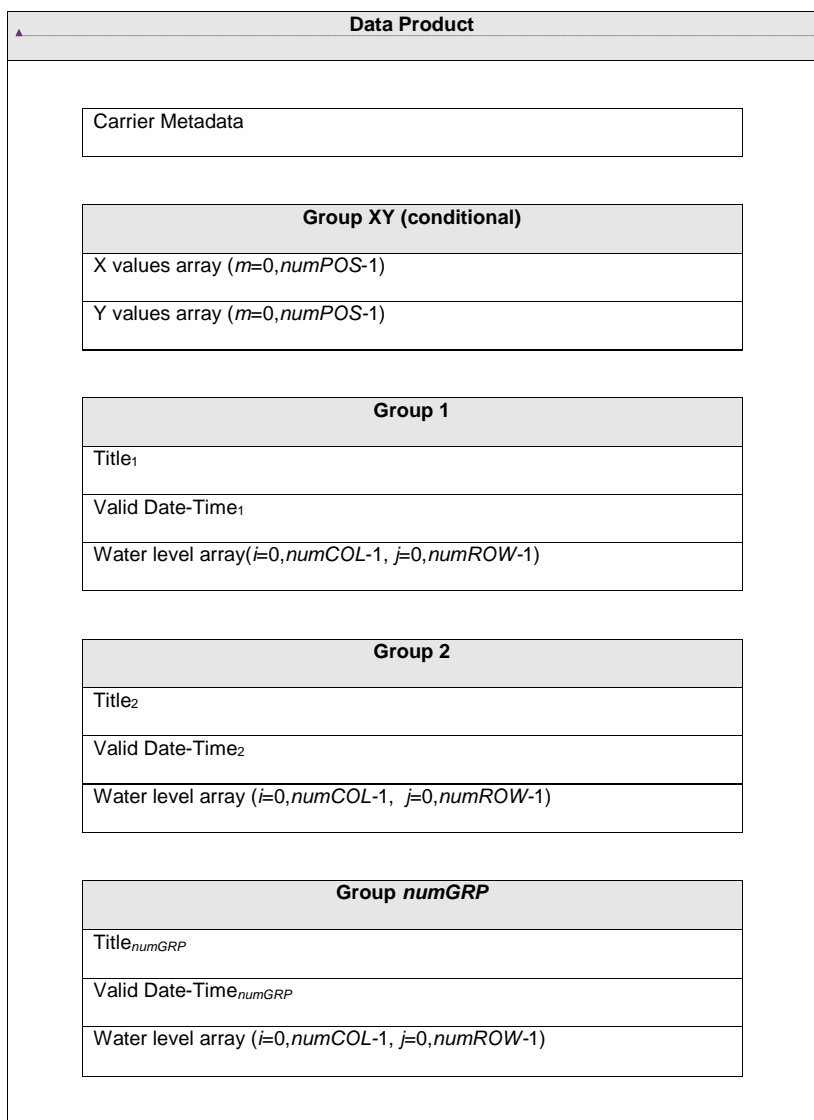 Data Product
Carrier Metadata
Group XY (conditional)
X values array (m=0,numPOS-1)
Y values array (m=0,numPOS-1)
Group 1
Title₁
Valid Date-Time₁
Water level array(i=0,numCOL-1, j=0,numROW-1)
Group 2
Title₂
Valid Date-Time₂
Water level array (i=0,numCOL-1, j=0,numROW-1)
Group numGRP
TitlenumGRP
Valid Date-TimenumGRP
Water level array (i=0,numCOL-1, j=0,numROW-1)